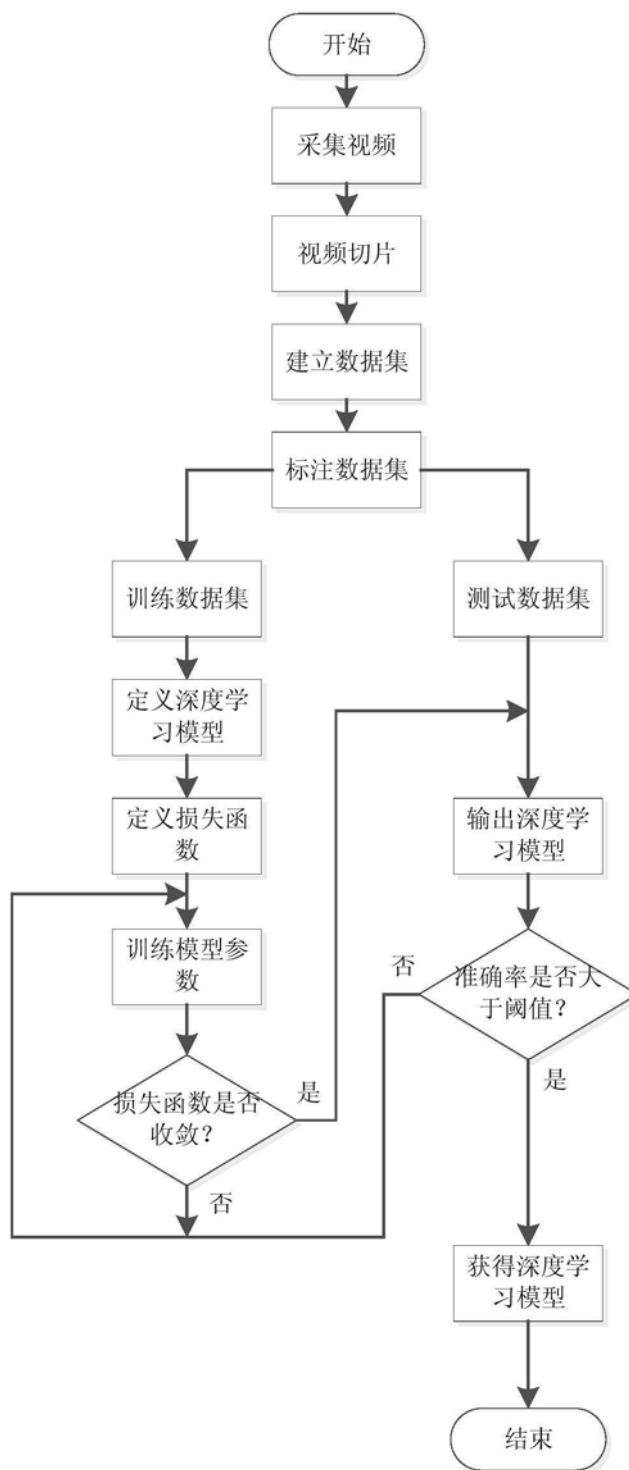 开始
采集视频
视频切片
建立数据集
标注数据集
训练数据集
测试数据集
定义深度学
习模型
定义损失函
数
输出深度学
习模型
训练模型参
数
否
准确率是否大
于阈值？
是
损失函数是否
收敛？
是
否
获得深度学
习模型
结束